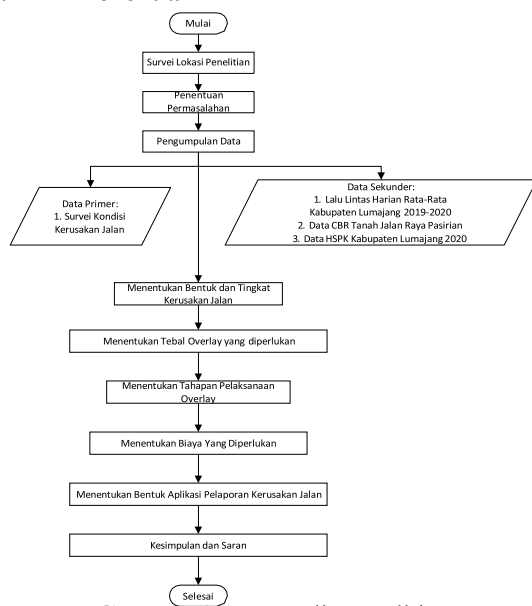 Mulai
Survei Lokasi Penelitian
Penentuan
Permasalahan
Pengumpulan Data
Data Primer:
1. Survei Kondisi
Kerusakan Jalan
Data Sekunder:
1. Lalu Lintas Harian Rata-Rata
Kabupaten Lumajang 2019-2020
2. Data CBR Tanah Jalan Raya Pasirian
3. Data HSPK Kabupaten Lumajang 2020
Menentukan Bentuk dan Tingkat
Kerusakan Jalan
Menentukan Tebal Overlay yang diperlukan
Menentukan Tahapan Pelaksanaan
Overlay
Menentukan Biaya Yang Diperlukan
Menentukan Bentuk Aplikasi Pelaporan Kerusakan Jalan
Kesimpulan dan Saran
Selesai